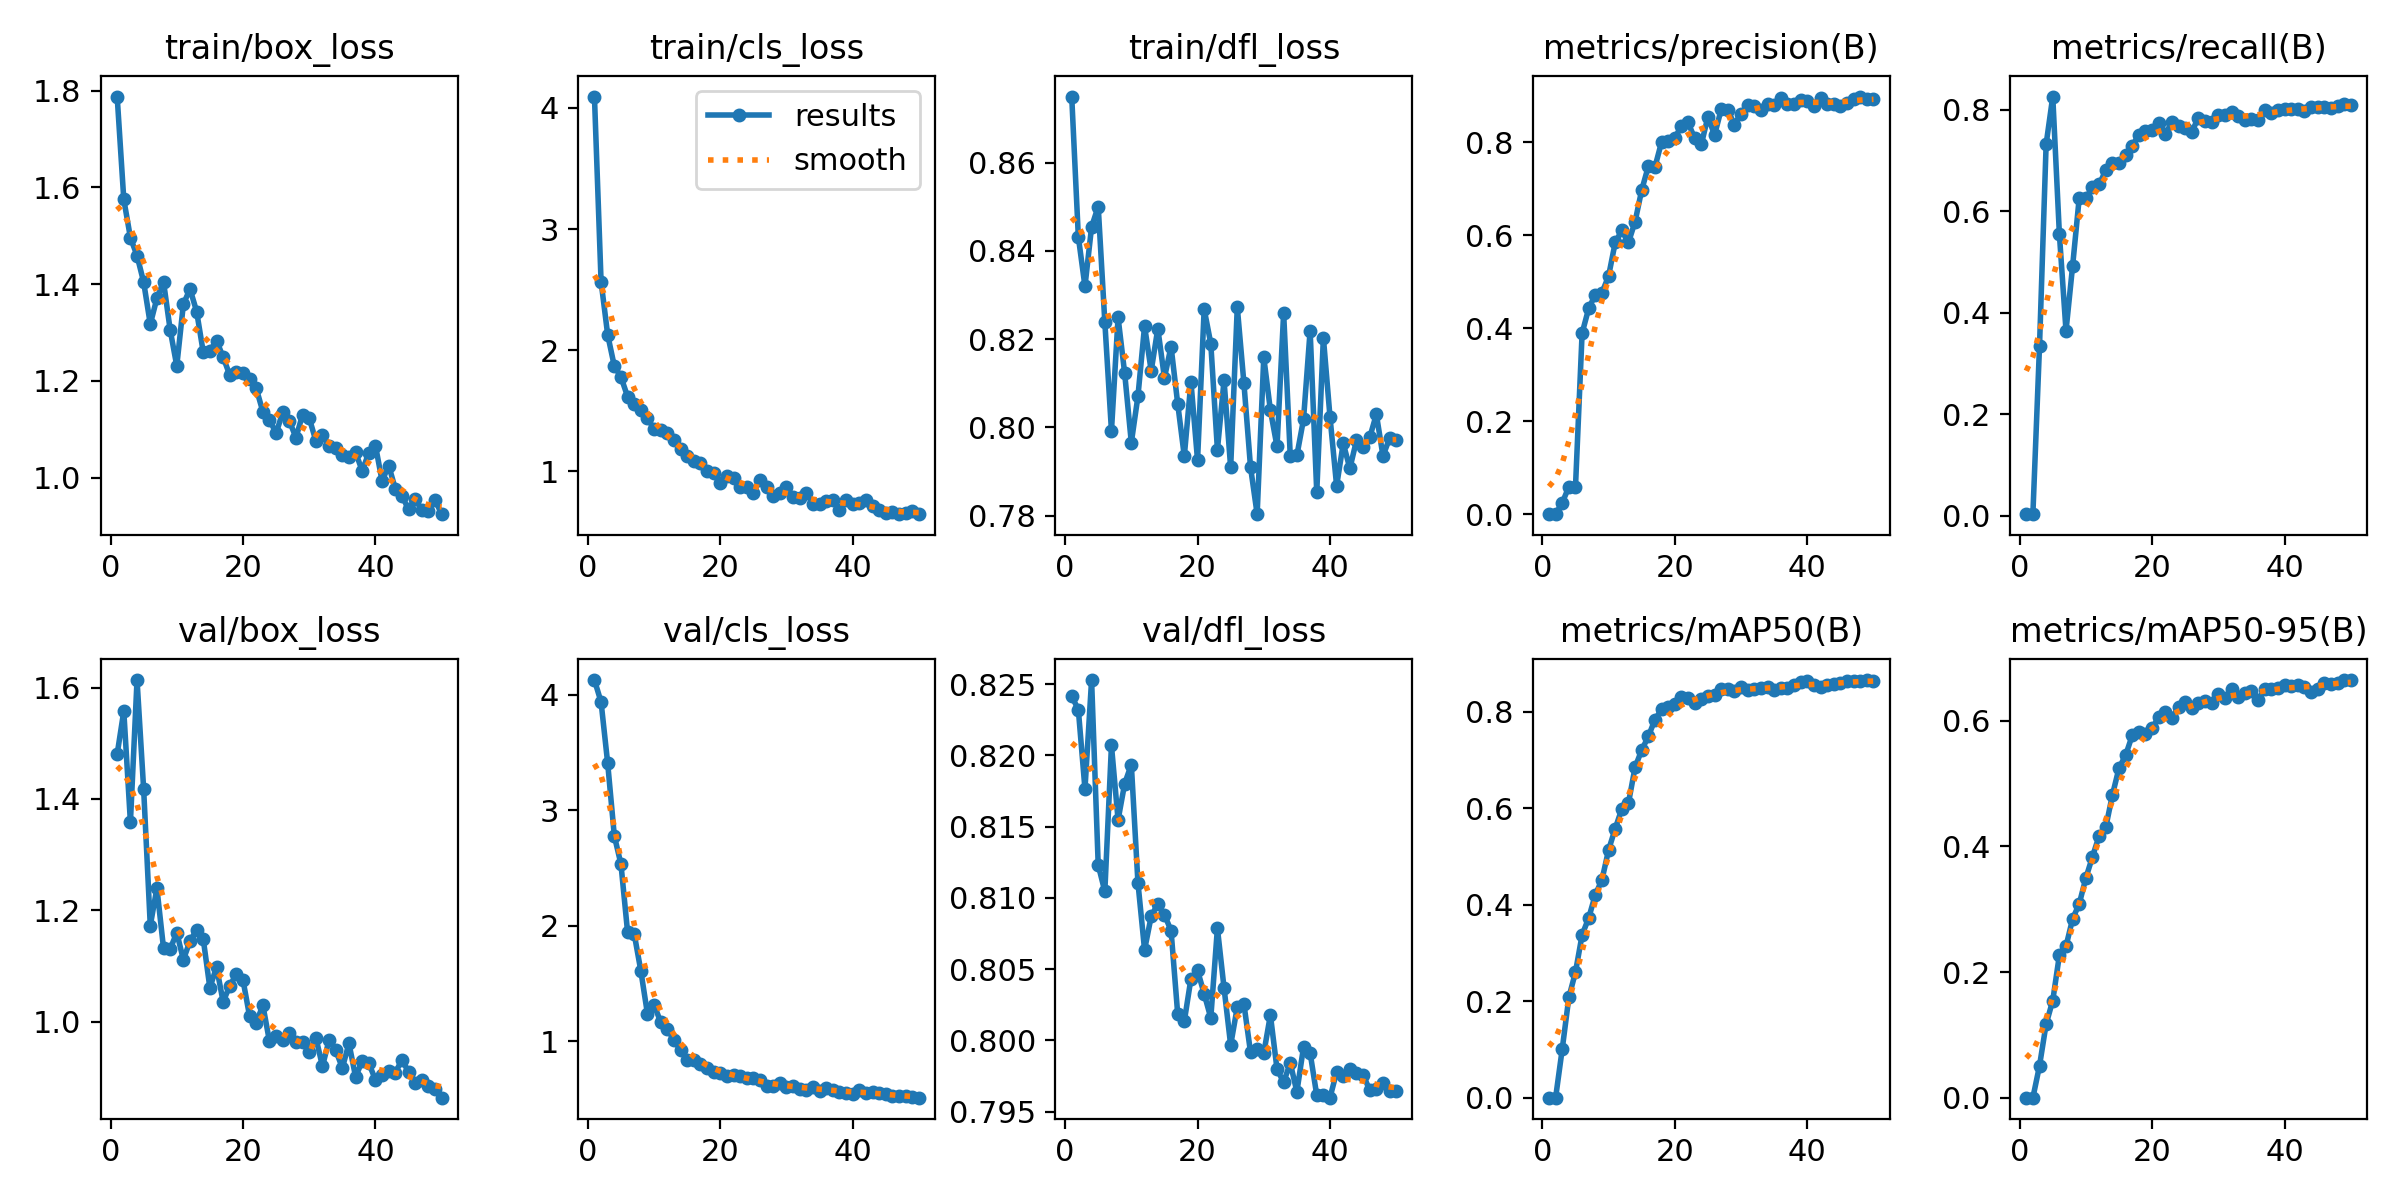 train/box_loss
1.8
1.6
1.4
1.2
1.0
0 20 40
train/cls_loss
results
smooth
4
3
2
1
0 20 40
train/dfl_loss
0.86
0.84
0.82
0.80
0.78
0 20 40
metrics/precision(B)
0.8
0.6
0.4
0.2
0.0
0 20 40
metrics/recall(B)
0.8
0.6
0.4
0.2
0.0
0 20 40
val/box_loss
1.6
1.4
1.2
1.0
0 20 40
val/cls_loss
4
3
2
1
0 20 40
val/dfl_loss
0.825
0.820
0.815
0.810
0.805
0.800
0.795
0 20 40
metrics/mAP50(B)
0.8
0.6
0.4
0.2
0.0
0 20 40
metrics/mAP50-95(B)
0.6
0.4
0.2
0.0
0 20 40